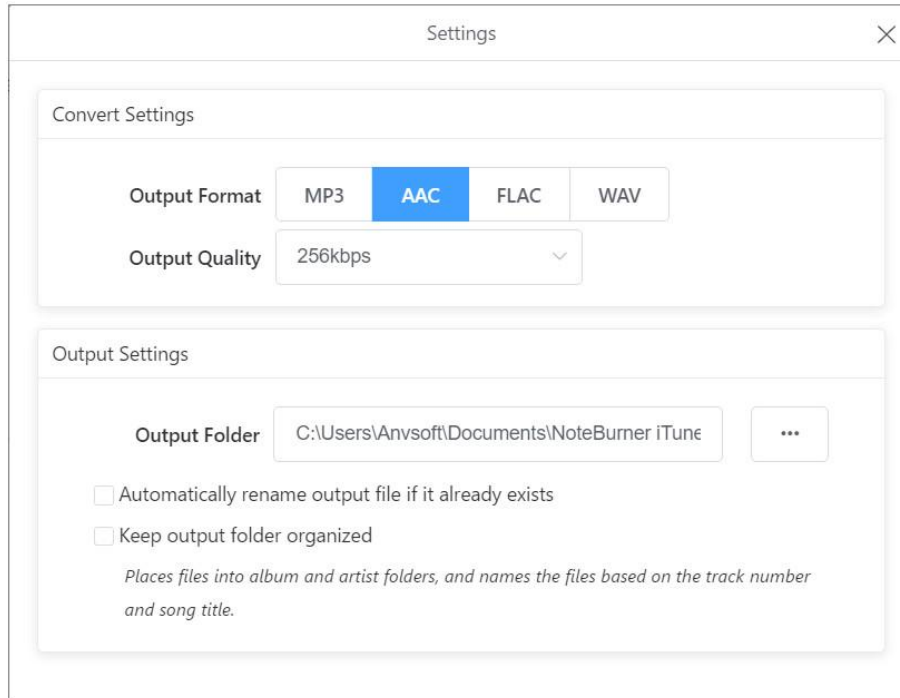 Settings
Convert Settings
Output Format MP3 AAC FLAC WAV
Output Quality 256kbps
Output Settings
Output Folder C:\Users\Anvsoft\Documents\NoteBurner iTune
Automatically rename output file if it already exists
Keep output folder organized
Places files into album and artist folders, and names the files based on the track number
and song title.